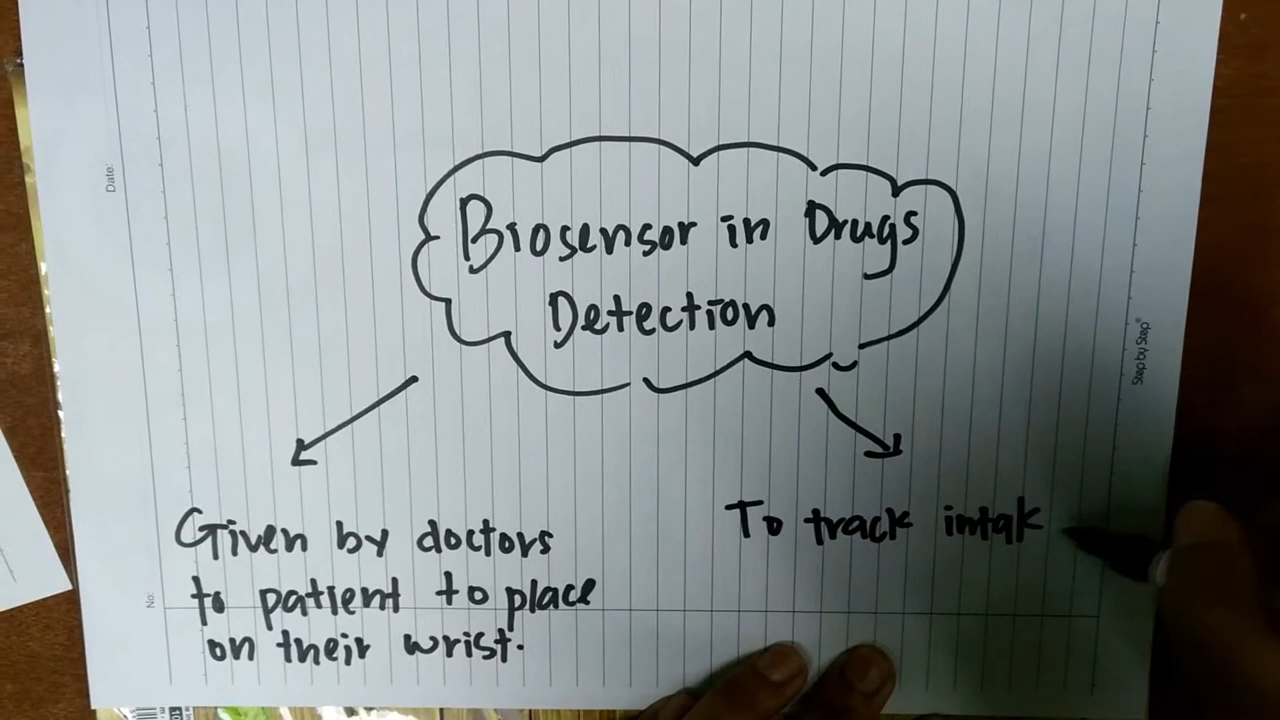 Biosensor in Drugs
Detection
Given by doctors
to patient to place
on their wrist.
To track intak
Date:
No:
Step by Step®